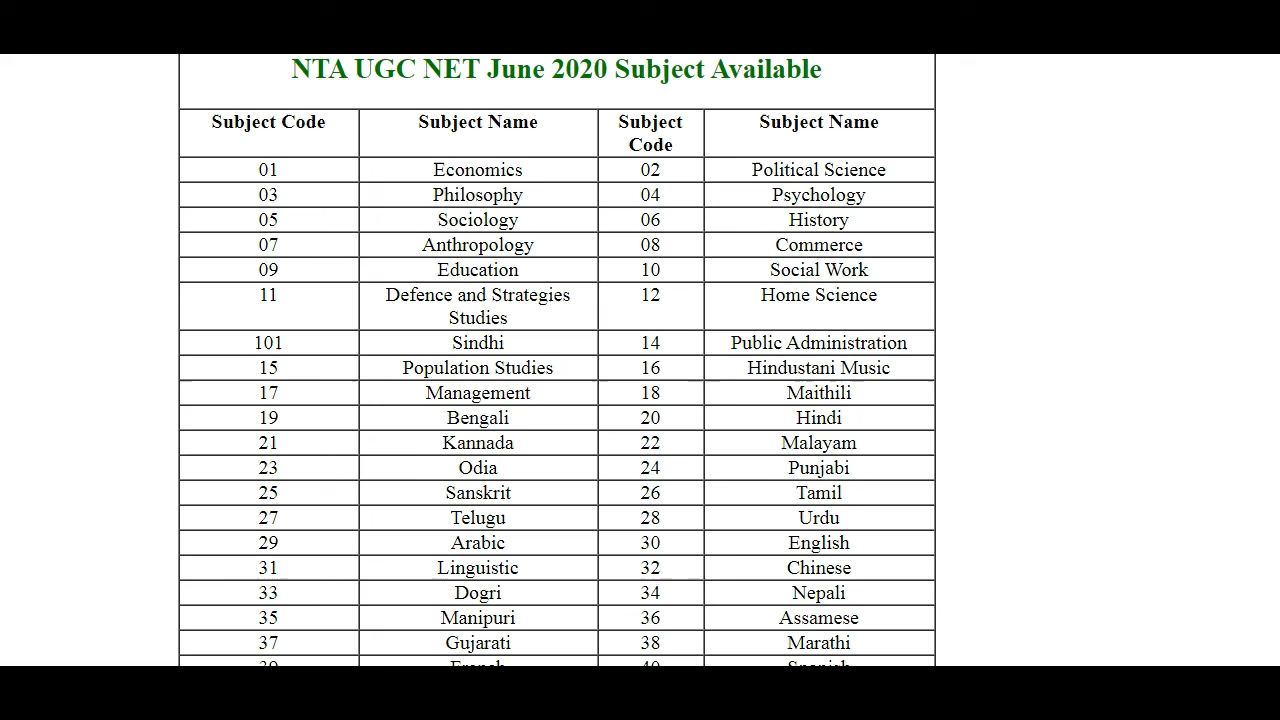 NTA UGC NET June 2020 Subject Available
Subject Code Subject Name Subject Code Subject Name
01 Economics 02 Political Science
03 Philosophy 04 Psychology
05 Sociology 06 History
07 Anthropology 08 Commerce
09 Education 10 Social Work
11 Defence and Strategies Studies 12 Home Science
101 Sindhi 14 Public Administration
15 Population Studies 16 Hindustani Music
17 Management 18 Maithili
19 Bengali 20 Hindi
21 Kannada 22 Malayam
23 Odia 24 Punjabi
25 Sanskrit 26 Tamil
27 Telugu 28 Urdu
29 Arabic 30 English
31 Linguistic 32 Chinese
33 Dogri 34 Nepali
35 Manipuri 36 Assamese
37 Gujarati 38 Marathi
39 French 40 Spanish